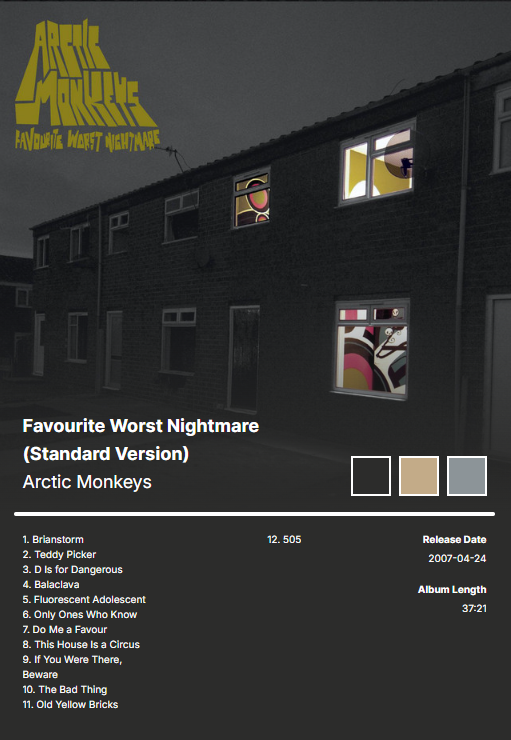 ARCTIC
MONKEYS
FAVOURITE WORST NIGHTMARE
Favourite Worst Nightmare
(Standard Version)
Arctic Monkeys
1. Brianstorm
2. Teddy Picker
3. D Is for Dangerous
4. Balaclava
5. Fluorescent Adolescent
6. Only Ones Who Know
7. Do Me a Favour
8. This House Is a Circus
9. If You Were There,
Beware
10. The Bad Thing
11. Old Yellow Bricks
12. 505
Release Date
2007-04-24
Album Length
37:21